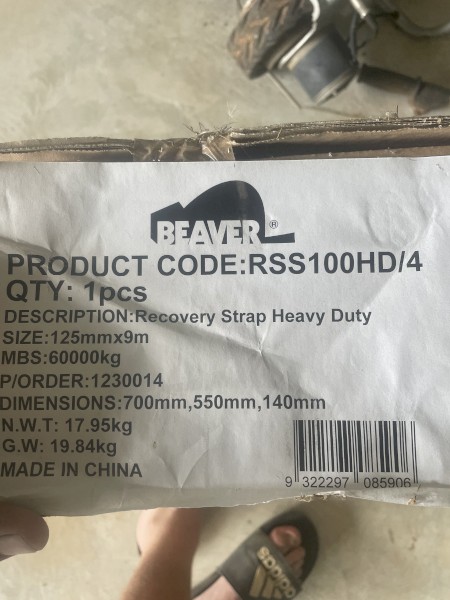 BEAVER®
PRODUCT CODE:RSS100HD/4
QTY: 1pcs
DESCRIPTION:Recovery Strap Heavy Duty
SIZE:125mmx9m
MBS:60000kg
P/ORDER:1230014
DIMENSIONS:700mm,550mm,140mm
N.W.T: 17.95kg
G.W: 19.84kg
MADE IN CHINA
9 322297 085906
adidas